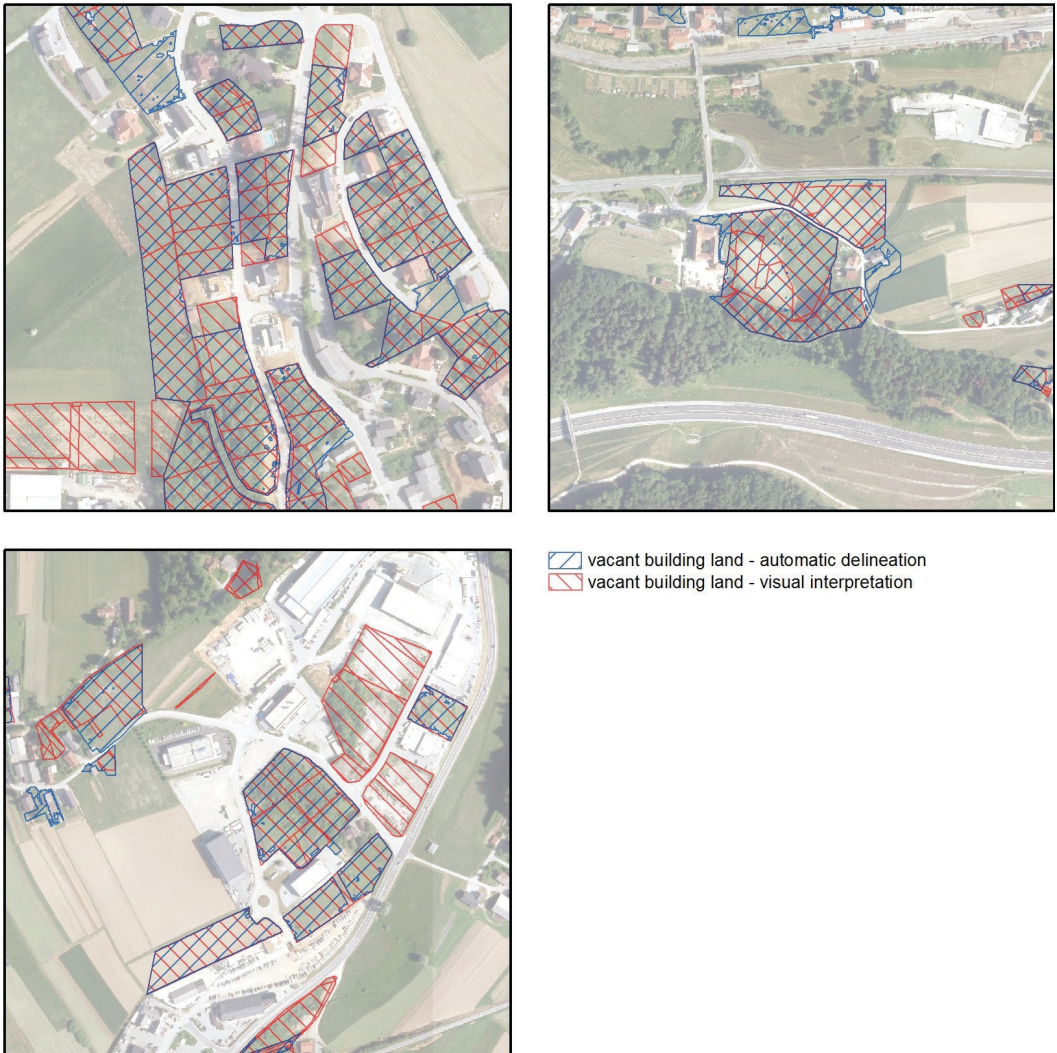 vacant building land - automatic delineation
vacant building land - visual interpretation